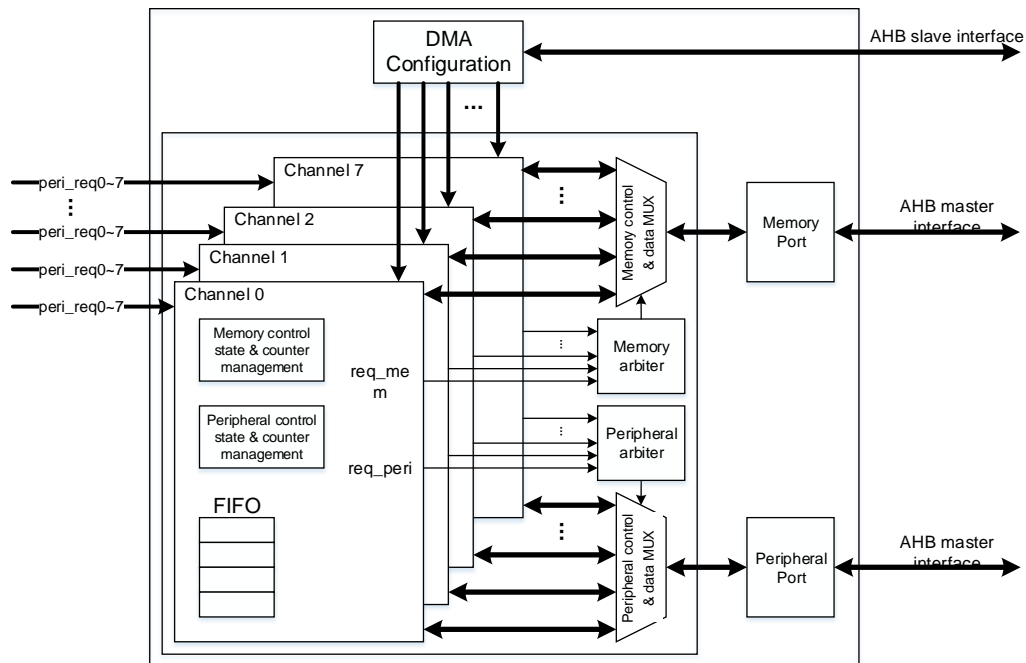 DMA
Configuration
AHB slave interface
...
Channel 7
peri_req0~7
...
Channel 2
peri_req0~7
Channel 1
peri_req0~7
Channel 0
peri_req0~7
...
Memory control
& data MUX
Memory
Port
AHB master
interface
Memory control
state & counter
management
req_me
m
...
Memory
arbiter
Peripheral control
state & counter
management
req_peri
...
Peripheral
arbiter
FIFO
...
Peripheral control
& data MUX
Peripheral
Port
AHB master
interface